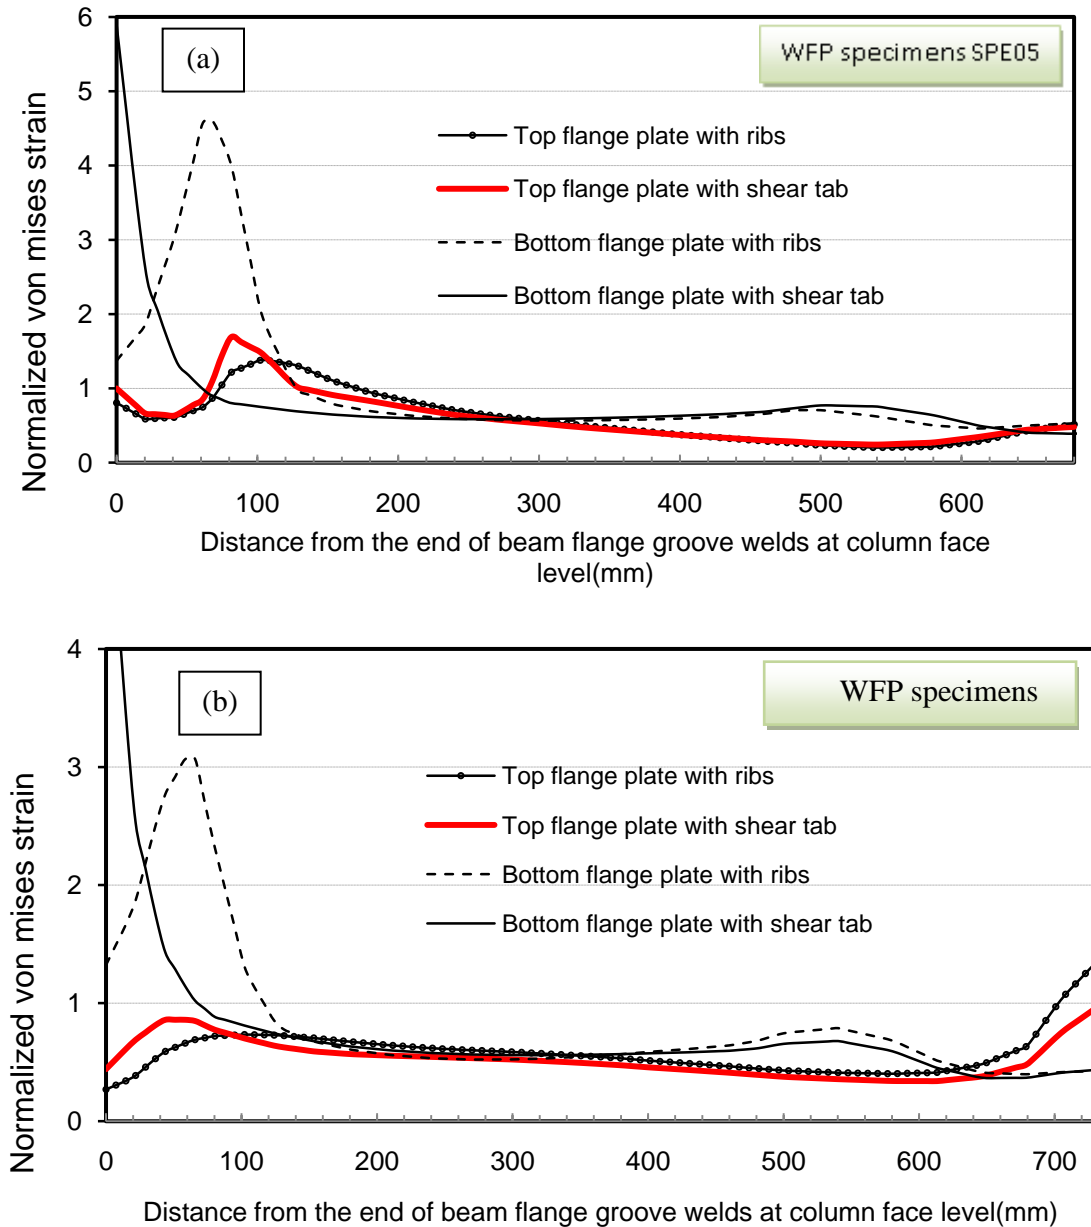 6
5
4
3
2
1
0
Normalized von mises strain
(a)
WFP specimens SPE05
Top flange plate with ribs
Top flange plate with shear tab
Bottom flange plate with ribs
Bottom flange plate with shear tab
0 100 200 300 400 500 600
Distance from the end of beam flange groove welds at column face
level(mm)
4
3
2
1
0
Normalized von mises strain
(b)
WFP specimens
Top flange plate with ribs
Top flange plate with shear tab
Bottom flange plate with ribs
Bottom flange plate with shear tab
0 100 200 300 400 500 600 700
Distance from the end of beam flange groove welds at column face level(mm)